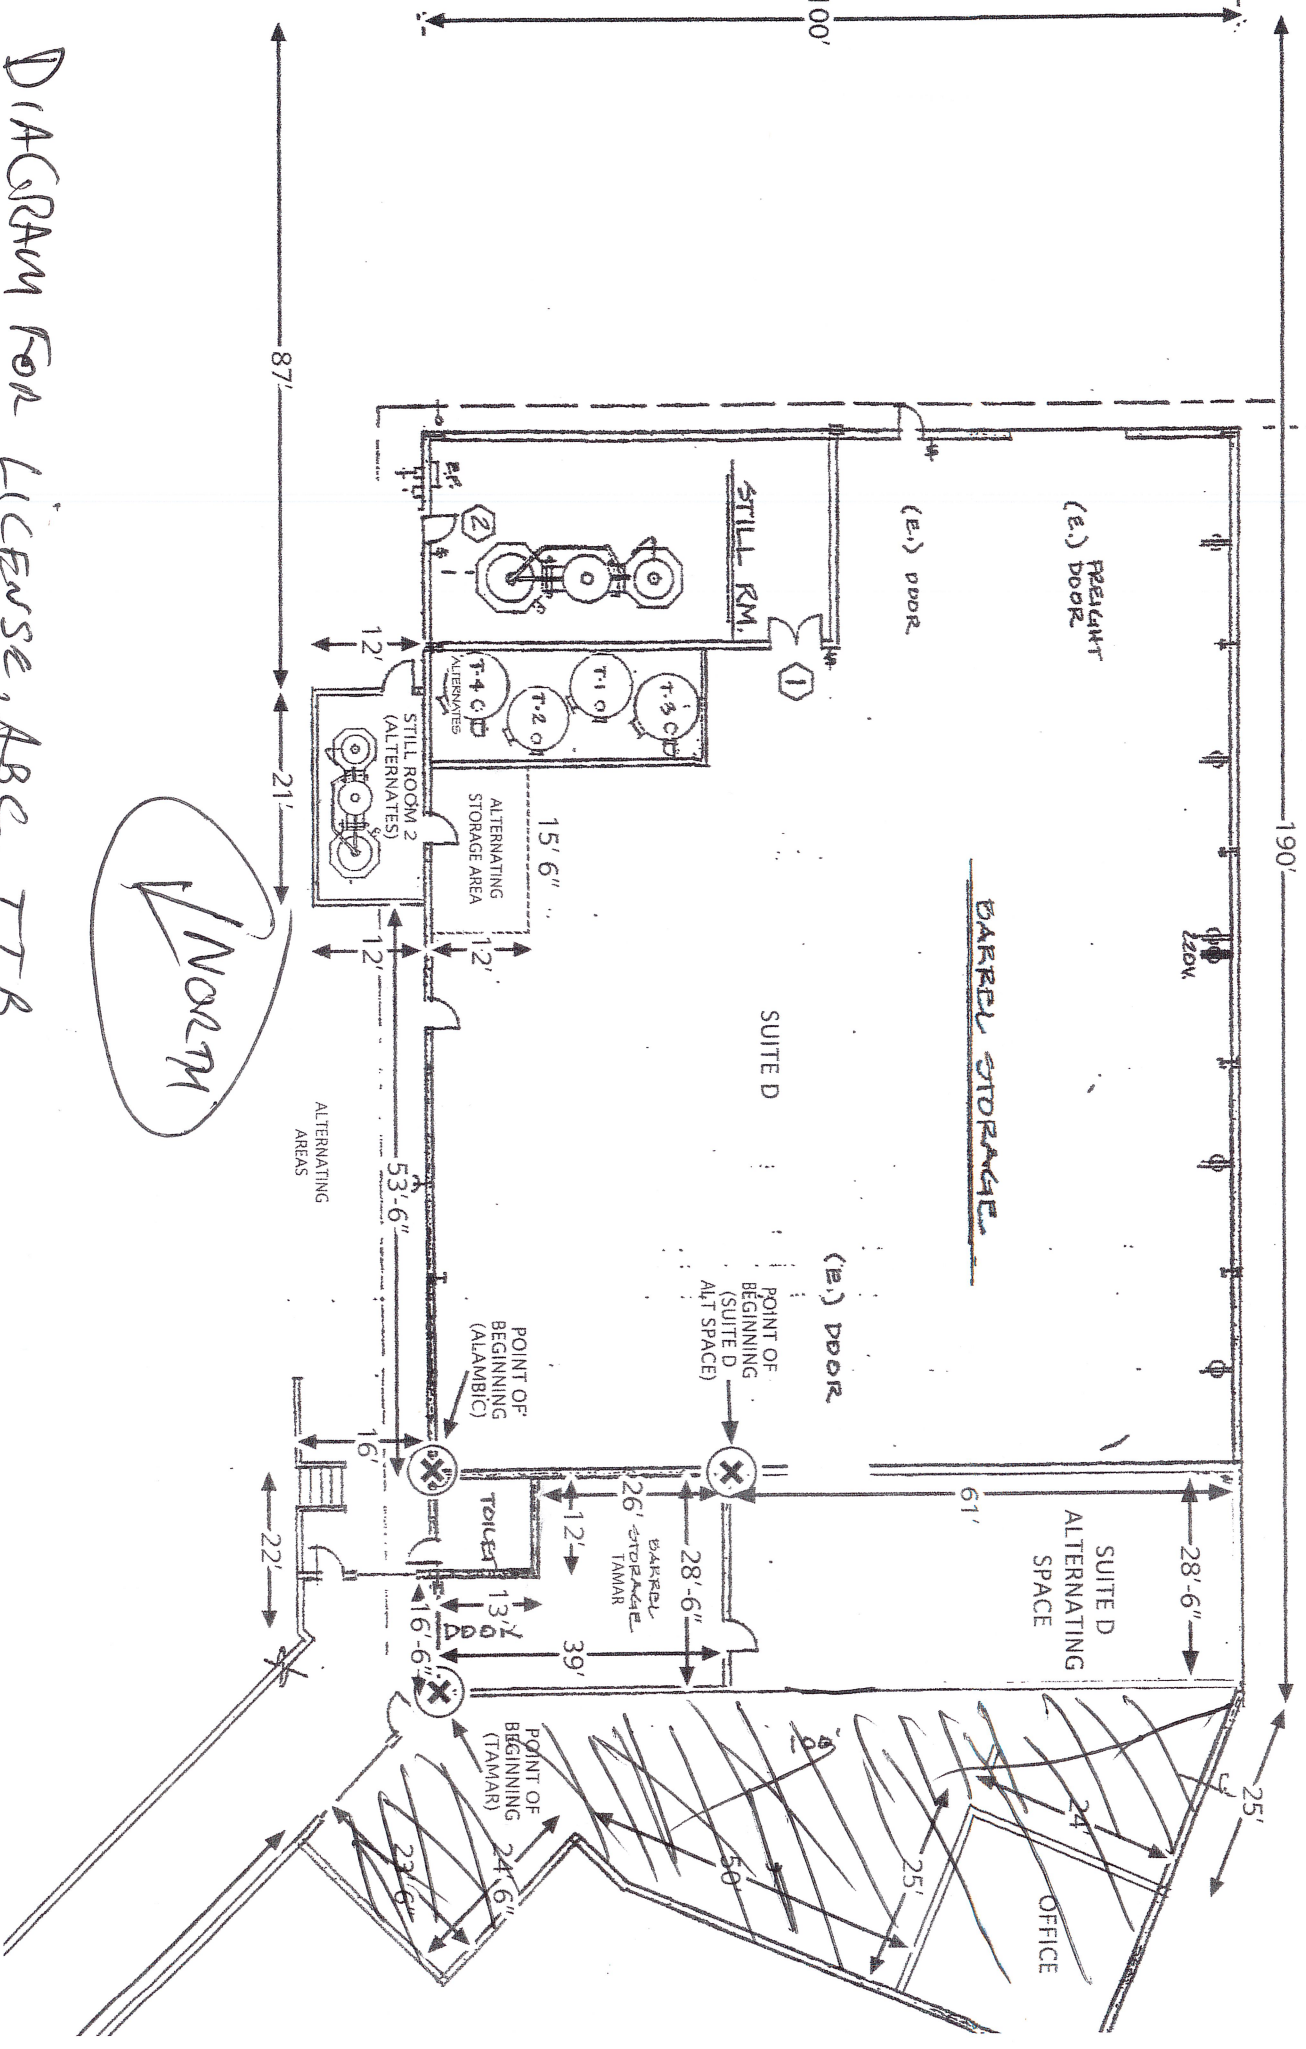 190'
25'
(E.) FREIGHT
DOOR
(E.) DOOR
220V.
BARREL STORAGE
SUITE D
ALTERNATING
SPACE
28'-6"
61'
24'
OFFICE
25'
50'
STILL RM.
1
2
E.P.
SUITE D
(E.) DOOR
POINT OF
BEGINNING
(SUITE D
ALT SPACE)
28'-6"
26'
BARREL
STORAGE
TAMAR
12'
39'
T-3
T-1
T-2
T-4
ALTERNATES
15' 6"
ALTERNATING
STORAGE AREA
12'
POINT OF
BEGINNING
(ALAMBIC)
TOILET
13'
16'-6"
POINT OF
BEGINNING
(TAMAR)
24' 6"
23' 6"
12'
STILL ROOM 2
(ALTERNATES)
12'
53'-6"
16'
87'
21'
22'
ALTERNATING
AREAS
NORTH
DIAGRAM FOR LICENSE, ABC TTB